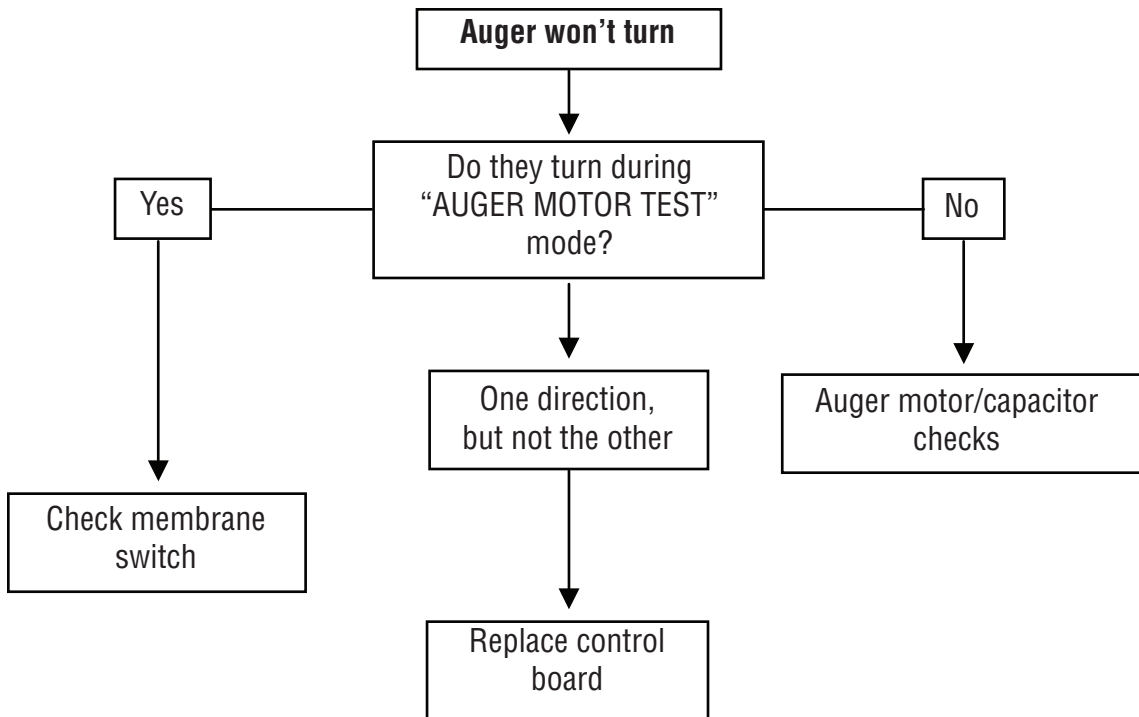 Auger won’t turn
Do they turn during
“AUGER MOTOR TEST”
mode?
Yes
No
One direction,
but not the other
Auger motor/capacitor
checks
Check membrane
switch
Replace control
board